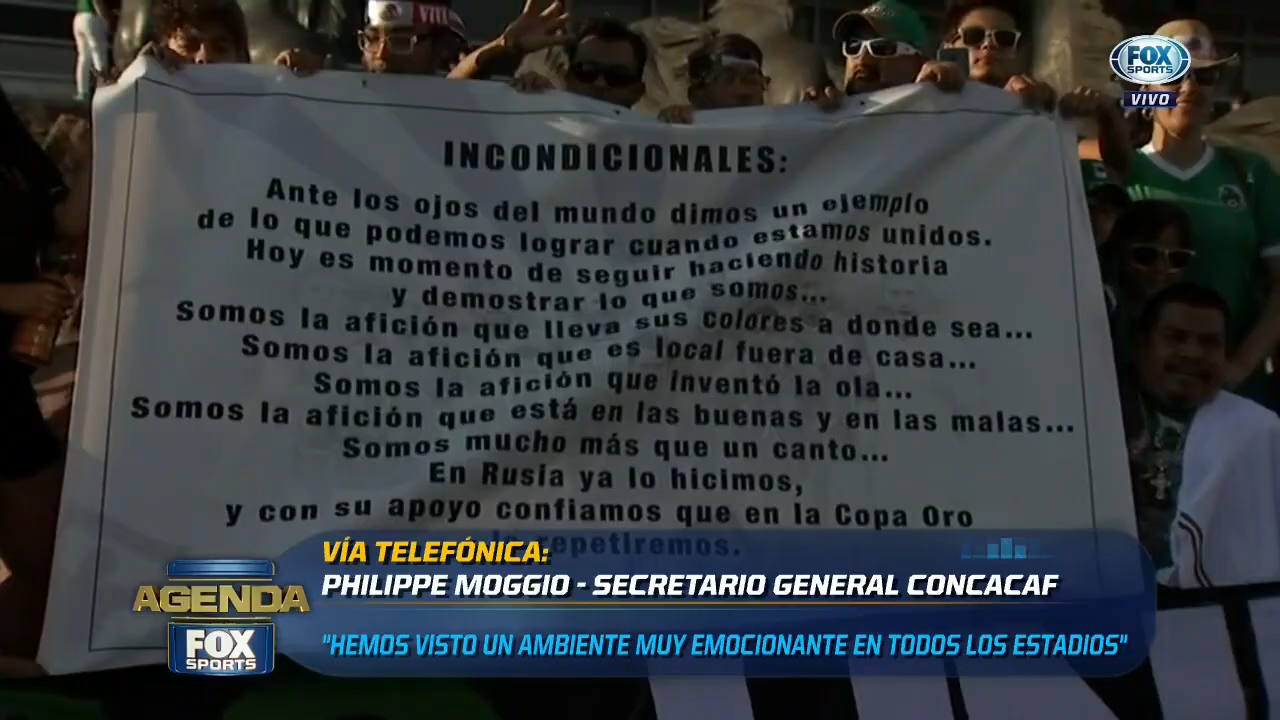 VIVA
FOX
SPORTS
VIVO
INCONDICIONALES:
Ante los ojos del mundo dimos un ejemplo
de lo que podemos lograr cuando estamos unidos.
Hoy es momento de seguir haciendo historia
y demostrar lo que somos...
Somos la afición que lleva sus colores a donde sea...
Somos la afición que es local fuera de casa...
Somos la afición que inventó la ola...
Somos la afición que está en las buenas y en las malas...
Somos mucho más que un canto...
En Rusia ya lo hicimos,
y con su apoyo confiamos que en la Copa Oro
lo repetiremos.
VÍA TELEFÓNICA:
PHILIPPE MOGGIO - SECRETARIO GENERAL CONCACAF
"HEMOS VISTO UN AMBIENTE MUY EMOCIONANTE EN TODOS LOS ESTADIOS"
AGENDA
FOX
SPORTS